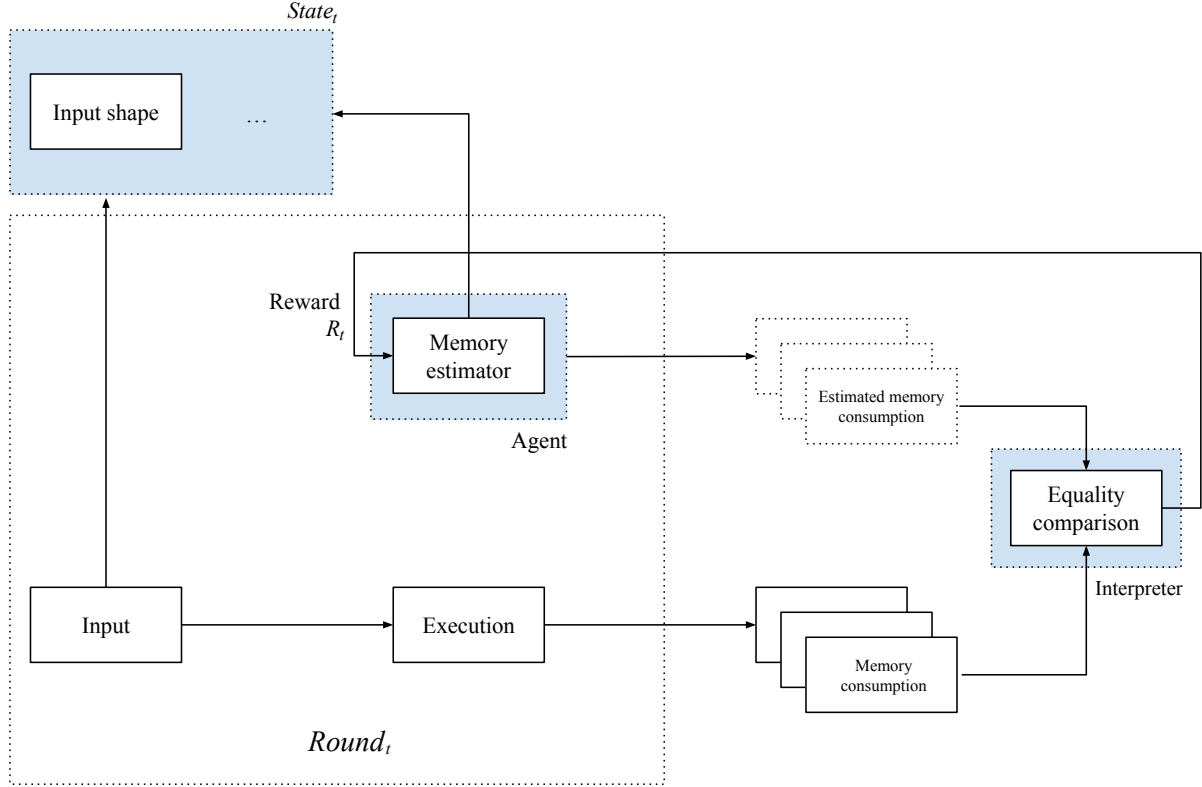 State_t
Input shape
…
Reward
R_t
Memory
estimator
Agent
Estimated memory
consumption
Equality
comparison
Interpreter
Input
Execution
Memory
consumption
Round_t